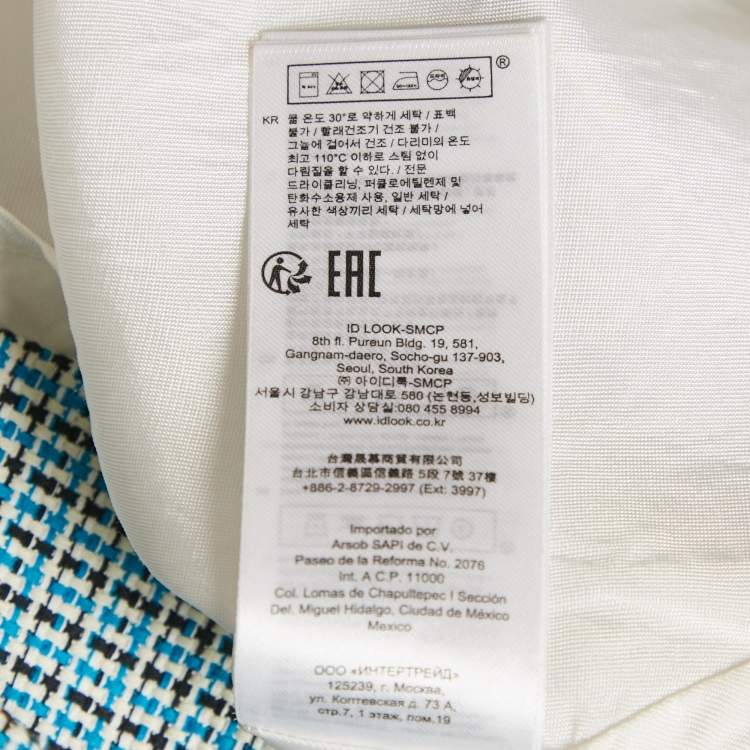 ®
KR 물 온도 30°로 약하게 세탁 / 표백
불가 / 빨래건조기 건조 불가 /
그늘에 걸어서 건조 / 다리미의 온도
최고 110°C 이하로 스팀 없이
다림질을 할 수 있다. / 전문
드라이클리닝, 퍼클로에틸렌제 및
탄화수소용제 사용, 일반 세탁 /
유사한 색상끼리 세탁 / 세탁망에 넣어
세탁
EAC
ID LOOK-SMCP
8th fl. Pureun Bldg. 19, 581,
Gangnam-daero, Socho-gu 137-903,
Seoul, South Korea
㈜ 아이디룩-SMCP
서울시 강남구 강남대로 580 (논현동,성보빌딩)
소비자 상담실:080 455 8994
www.idlook.co.kr
台灣晟慕商貿有限公司
台北市信義區信義路 5段 7號 37樓
+886-2-8729-2997 (Ext: 3997)
Importado por
Arsob SAPi de C.V.
Paseo de la Reforma No. 2076
Int. A C.P. 11000
Col. Lomas de Chapultepec I Sección
Del. Miguel Hidalgo, Ciudad de México
Mexico
ООО «ИНТЕРТРЕЙД»
125239, г. Москва,
ул. Коптевская д. 73 А,
стр.7, 1 этаж, пом.19